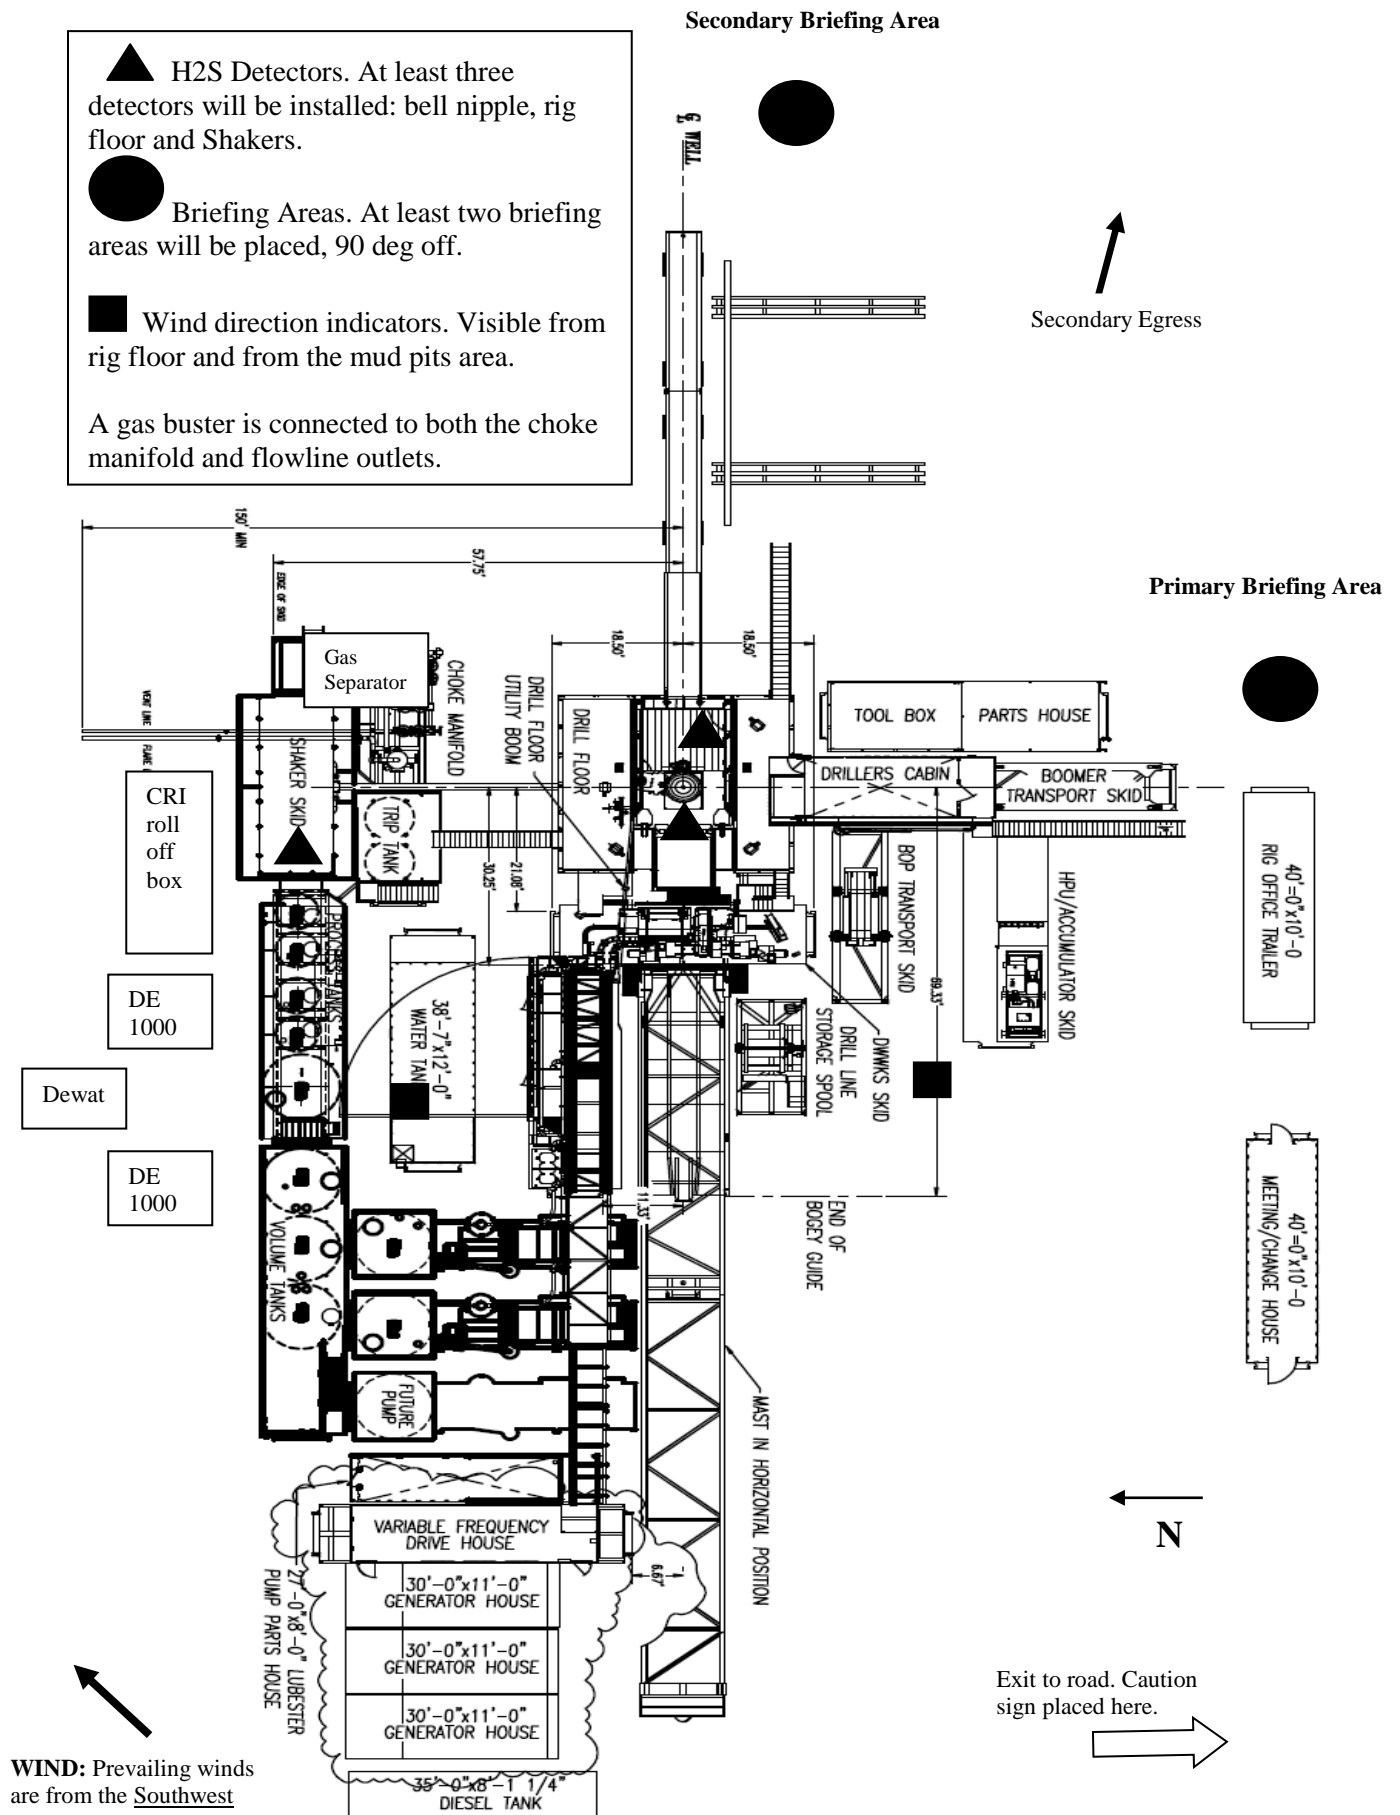 Secondary Briefing Area
H2S Detectors. At least three
detectors will be installed: bell nipple, rig
floor and Shakers.
Briefing Areas. At least two briefing
areas will be placed, 90 deg off.
Wind direction indicators. Visible from
rig floor and from the mud pits area.
A gas buster is connected to both the choke
manifold and flowline outlets.
℄ WELL
Secondary Egress
150' MIN
57.75'
EDGE OF SKID
Primary Briefing Area
18.50'
18.50'
Gas
Separator
CHOKE MANIFOLD
DRILL FLOOR
UTILITY BOOM
DRILL FLOOR
TOOL BOX
PARTS HOUSE
VENT LINE
SHAKER SKID
DRILLERS CABIN
BOOMER
TRANSPORT SKID
CRI
roll
off
box
TRIP TANK
30.25'
21.08'
BOP TRANSPORT SKID
HPU/ACCUMULATOR SKID
40'=0"x10'-0
RIG OFFICE TRAILER
DE
1000
38'-7"x12'-0"
WATER
69.33'
DWWKS SKID
DRILL LINE
STORAGE SPOOL
Dewat
DE
1000
VOLUME TANKS
11.33'
END OF
BOGEY GUIDE
40'=0"x10'-0
MEETING/CHANGE HOUSE
FUTURE
PUMP
MAST IN HORIZONTAL POSITION
VARIABLE FREQUENCY
DRIVE HOUSE
N
6.67'
27'-0"x8'-0" LUBESTER
PUMP PARTS HOUSE
30'-0"x11'-0"
GENERATOR HOUSE
30'-0"x11'-0"
GENERATOR HOUSE
30'-0"x11'-0"
GENERATOR HOUSE
Exit to road. Caution
sign placed here.
WIND: Prevailing winds
are from the Southwest
35'-0"x8'-1 1/4"
DIESEL TANK